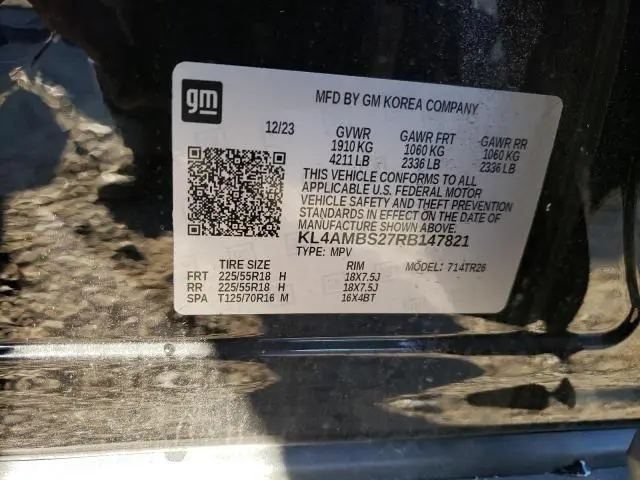 gm
MFD BY GM KOREA COMPANY
12/23 GVWR GAWR FRT GAWR RR
1910 KG 1060 KG 1060 KG
4211 LB 2336 LB 2336 LB
THIS VEHICLE CONFORMS TO ALL
APPLICABLE U.S. FEDERAL MOTOR
VEHICLE SAFETY AND THEFT PREVENTION
STANDARDS IN EFFECT ON THE DATE OF
MANUFACTURE SHOWN ABOVE.
KL4AMBS27RB147821
TYPE: MPV
TIRE SIZE RIM MODEL: 714TR26
FRT 225/55R18 H 18X7.5J
RR 225/55R18 H 18X7.5J
SPA T125/70R16 M 16X4BT